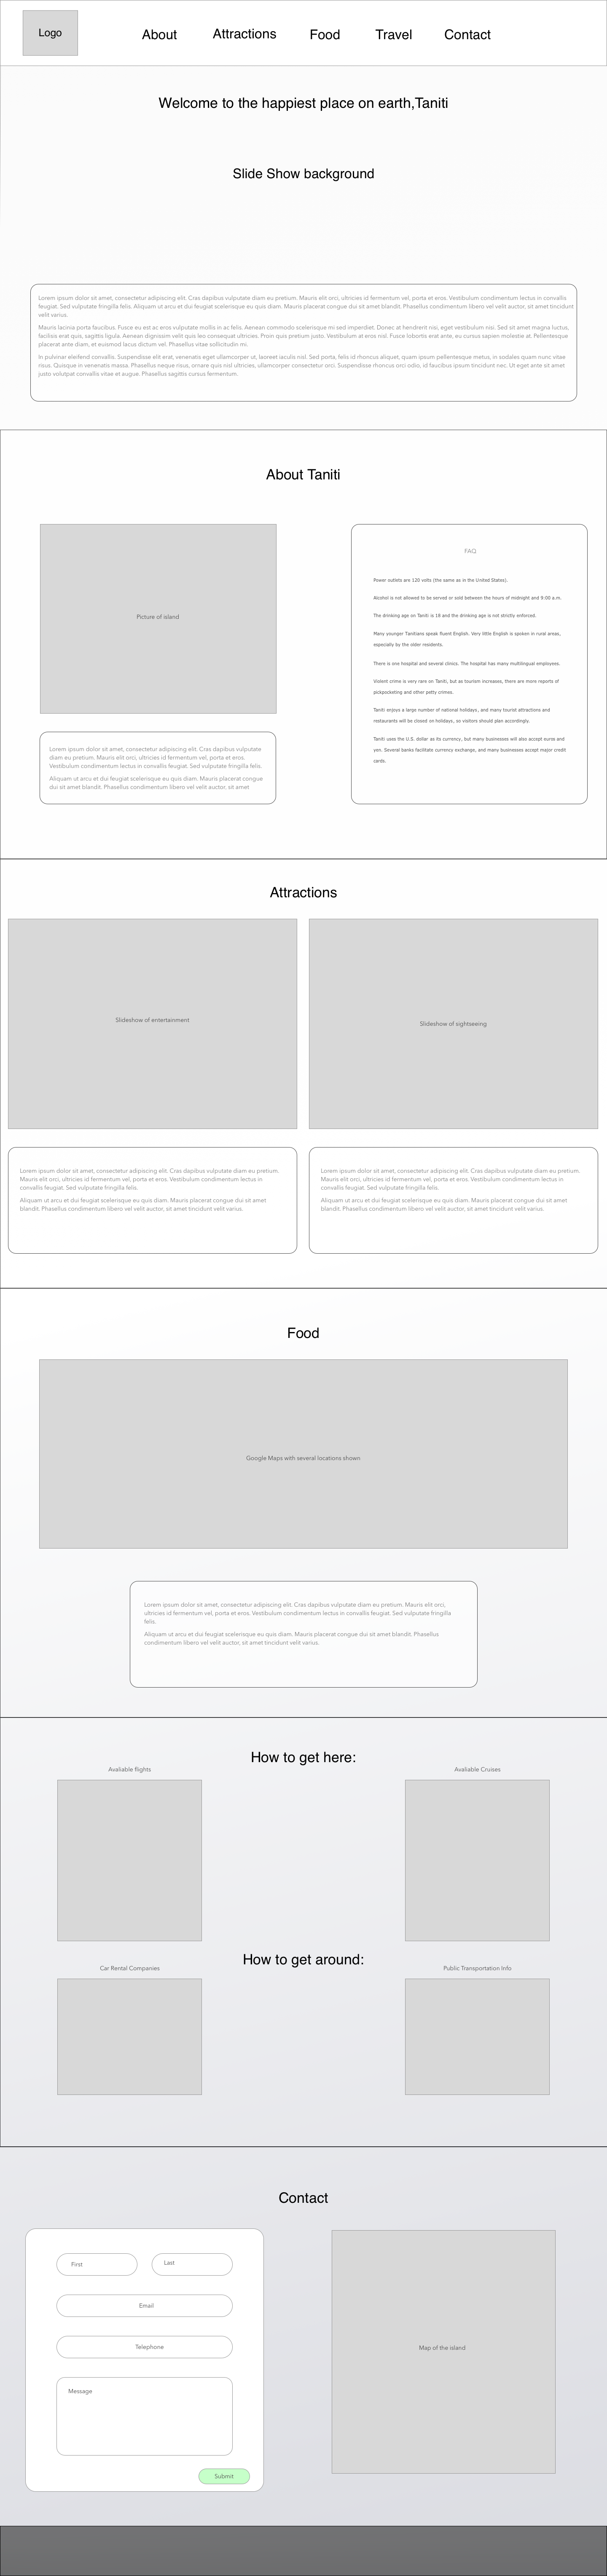 Logo
About
Attractions
Food
Travel
Contact
Welcome to the happiest place on earth,Taniti
Slide Show background
Lorem ipsum dolor sit amet, consectetur adipiscing elit. Cras dapibus vulputate diam eu pretium. Mauris elit orci, ultricies id fermentum vel, porta et eros. Vestibulum condimentum lectus in convallis
feugiat. Sed vulputate fringilla felis. Aliquam ut arcu et dui feugiat scelerisque eu quis diam. Mauris placerat congue dui sit amet blandit. Phasellus condimentum libero vel velit auctor, sit amet tincidunt
velit varius.
Mauris lacinia porta faucibus. Fusce eu est ac eros vulputate mollis in ac felis. Aenean commodo scelerisque mi sed imperdiet. Donec at hendrerit nisi, eget vestibulum nisi. Sed sit amet magna luctus,
facilisis erat quis, sagittis ligula. Aenean dignissim velit quis leo consequat ultricies. Proin quis pretium justo. Vestibulum at eros nisl. Fusce lobortis erat ante, eu cursus sapien molestie at. Pellentesque
placerat ante diam, et euismod lacus dictum vel. Phasellus vitae sollicitudin mi.
In pulvinar eleifend convallis. Suspendisse elit erat, venenatis eget ullamcorper ut, laoreet iaculis nisl. Sed porta, felis id rhoncus aliquet, quam ipsum pellentesque metus, in sodales quam nunc vitae
risus. Quisque in venenatis massa. Phasellus neque risus, ornare quis nisl ultricies, ullamcorper consectetur orci. Suspendisse rhoncus orci odio, id faucibus ipsum tincidunt nec. Ut eget ante sit amet
justo volutpat convallis vitae et augue. Phasellus sagittis cursus fermentum.
About Taniti
Picture of island
Lorem ipsum dolor sit amet, consectetur adipiscing elit. Cras dapibus vulputate
diam eu pretium. Mauris elit orci, ultricies id fermentum vel, porta et eros.
Vestibulum condimentum lectus in convallis feugiat. Sed vulputate fringilla felis.
Aliquam ut arcu et dui feugiat scelerisque eu quis diam. Mauris placerat congue
dui sit amet blandit. Phasellus condimentum libero vel velit auctor, sit amet
FAQ
Power outlets are 120 volts (the same as in the United States).
Alcohol is not allowed to be served or sold between the hours of midnight and 9:00 a.m.
The drinking age on Taniti is 18 and the drinking age is not strictly enforced.
Many younger Tanitians speak fluent English. Very little English is spoken in rural areas,
especially by the older residents.
There is one hospital and several clinics. The hospital has many multilingual employees.
Violent crime is very rare on Taniti, but as tourism increases, there are more reports of
pickpocketing and other petty crimes.
Taniti enjoys a large number of national holidays, and many tourist attractions and
restaurants will be closed on holidays, so visitors should plan accordingly.
Taniti uses the U.S. dollar as its currency, but many businesses will also accept euros and
yen. Several banks facilitate currency exchange, and many businesses accept major credit
cards.
Attractions
Slideshow of entertainment
Slideshow of sightseeing
Lorem ipsum dolor sit amet, consectetur adipiscing elit. Cras dapibus vulputate diam eu pretium.
Mauris elit orci, ultricies id fermentum vel, porta et eros. Vestibulum condimentum lectus in
convallis feugiat. Sed vulputate fringilla felis.
Aliquam ut arcu et dui feugiat scelerisque eu quis diam. Mauris placerat congue dui sit amet
blandit. Phasellus condimentum libero vel velit auctor, sit amet tincidunt velit varius.
Lorem ipsum dolor sit amet, consectetur adipiscing elit. Cras dapibus vulputate diam eu pretium.
Mauris elit orci, ultricies id fermentum vel, porta et eros. Vestibulum condimentum lectus in
convallis feugiat. Sed vulputate fringilla felis.
Aliquam ut arcu et dui feugiat scelerisque eu quis diam. Mauris placerat congue dui sit amet
blandit. Phasellus condimentum libero vel velit auctor, sit amet tincidunt velit varius.
Food
Google Maps with several locations shown
Lorem ipsum dolor sit amet, consectetur adipiscing elit. Cras dapibus vulputate diam eu pretium. Mauris elit orci,
ultricies id fermentum vel, porta et eros. Vestibulum condimentum lectus in convallis feugiat. Sed vulputate fringilla
felis.
Aliquam ut arcu et dui feugiat scelerisque eu quis diam. Mauris placerat congue dui sit amet blandit. Phasellus
condimentum libero vel velit auctor, sit amet tincidunt velit varius.
How to get here:
Avaliable flights
Avaliable Cruises
How to get around:
Car Rental Companies
Public Transportation Info
Contact
First
Last
Email
Telephone
Message
Submit
Map of the island